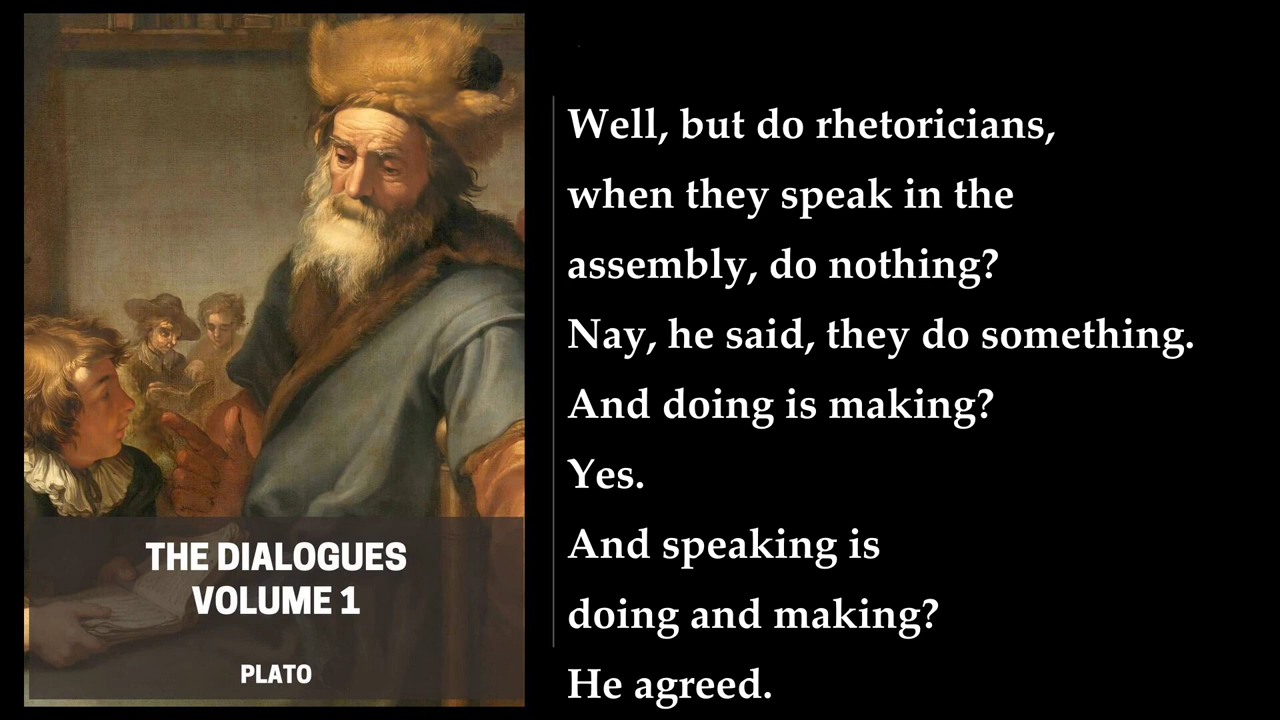 THE DIALOGUES
VOLUME 1
PLATO
Well, but do rhetoricians,
when they speak in the
assembly, do nothing?
Nay, he said, they do something.
And doing is making?
Yes.
And speaking is
doing and making?
He agreed.